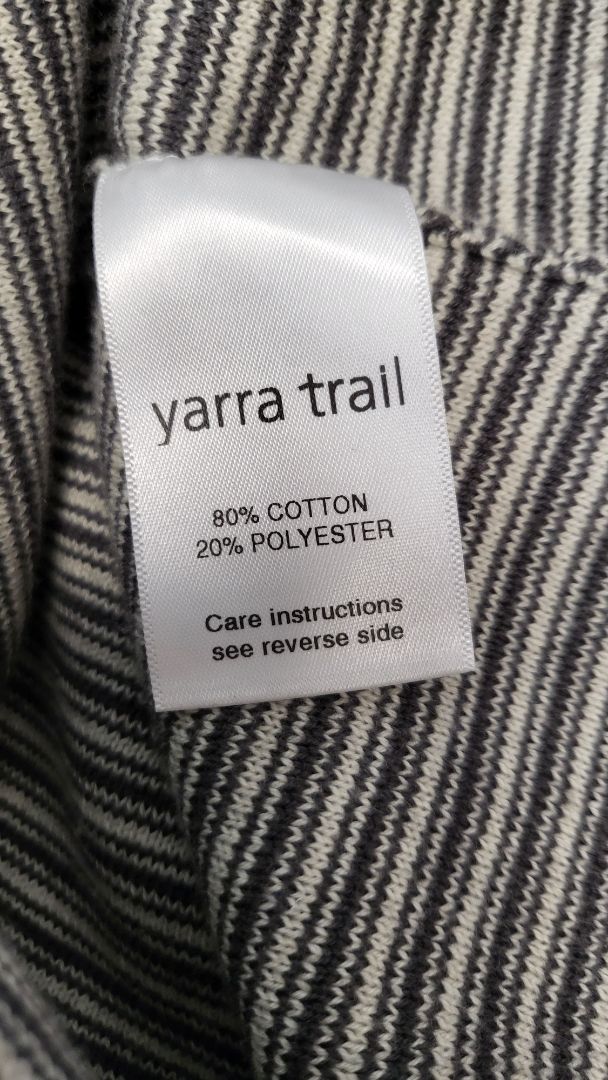 yarra trail
80% COTTON
20% POLYESTER
Care instructions
see reverse side